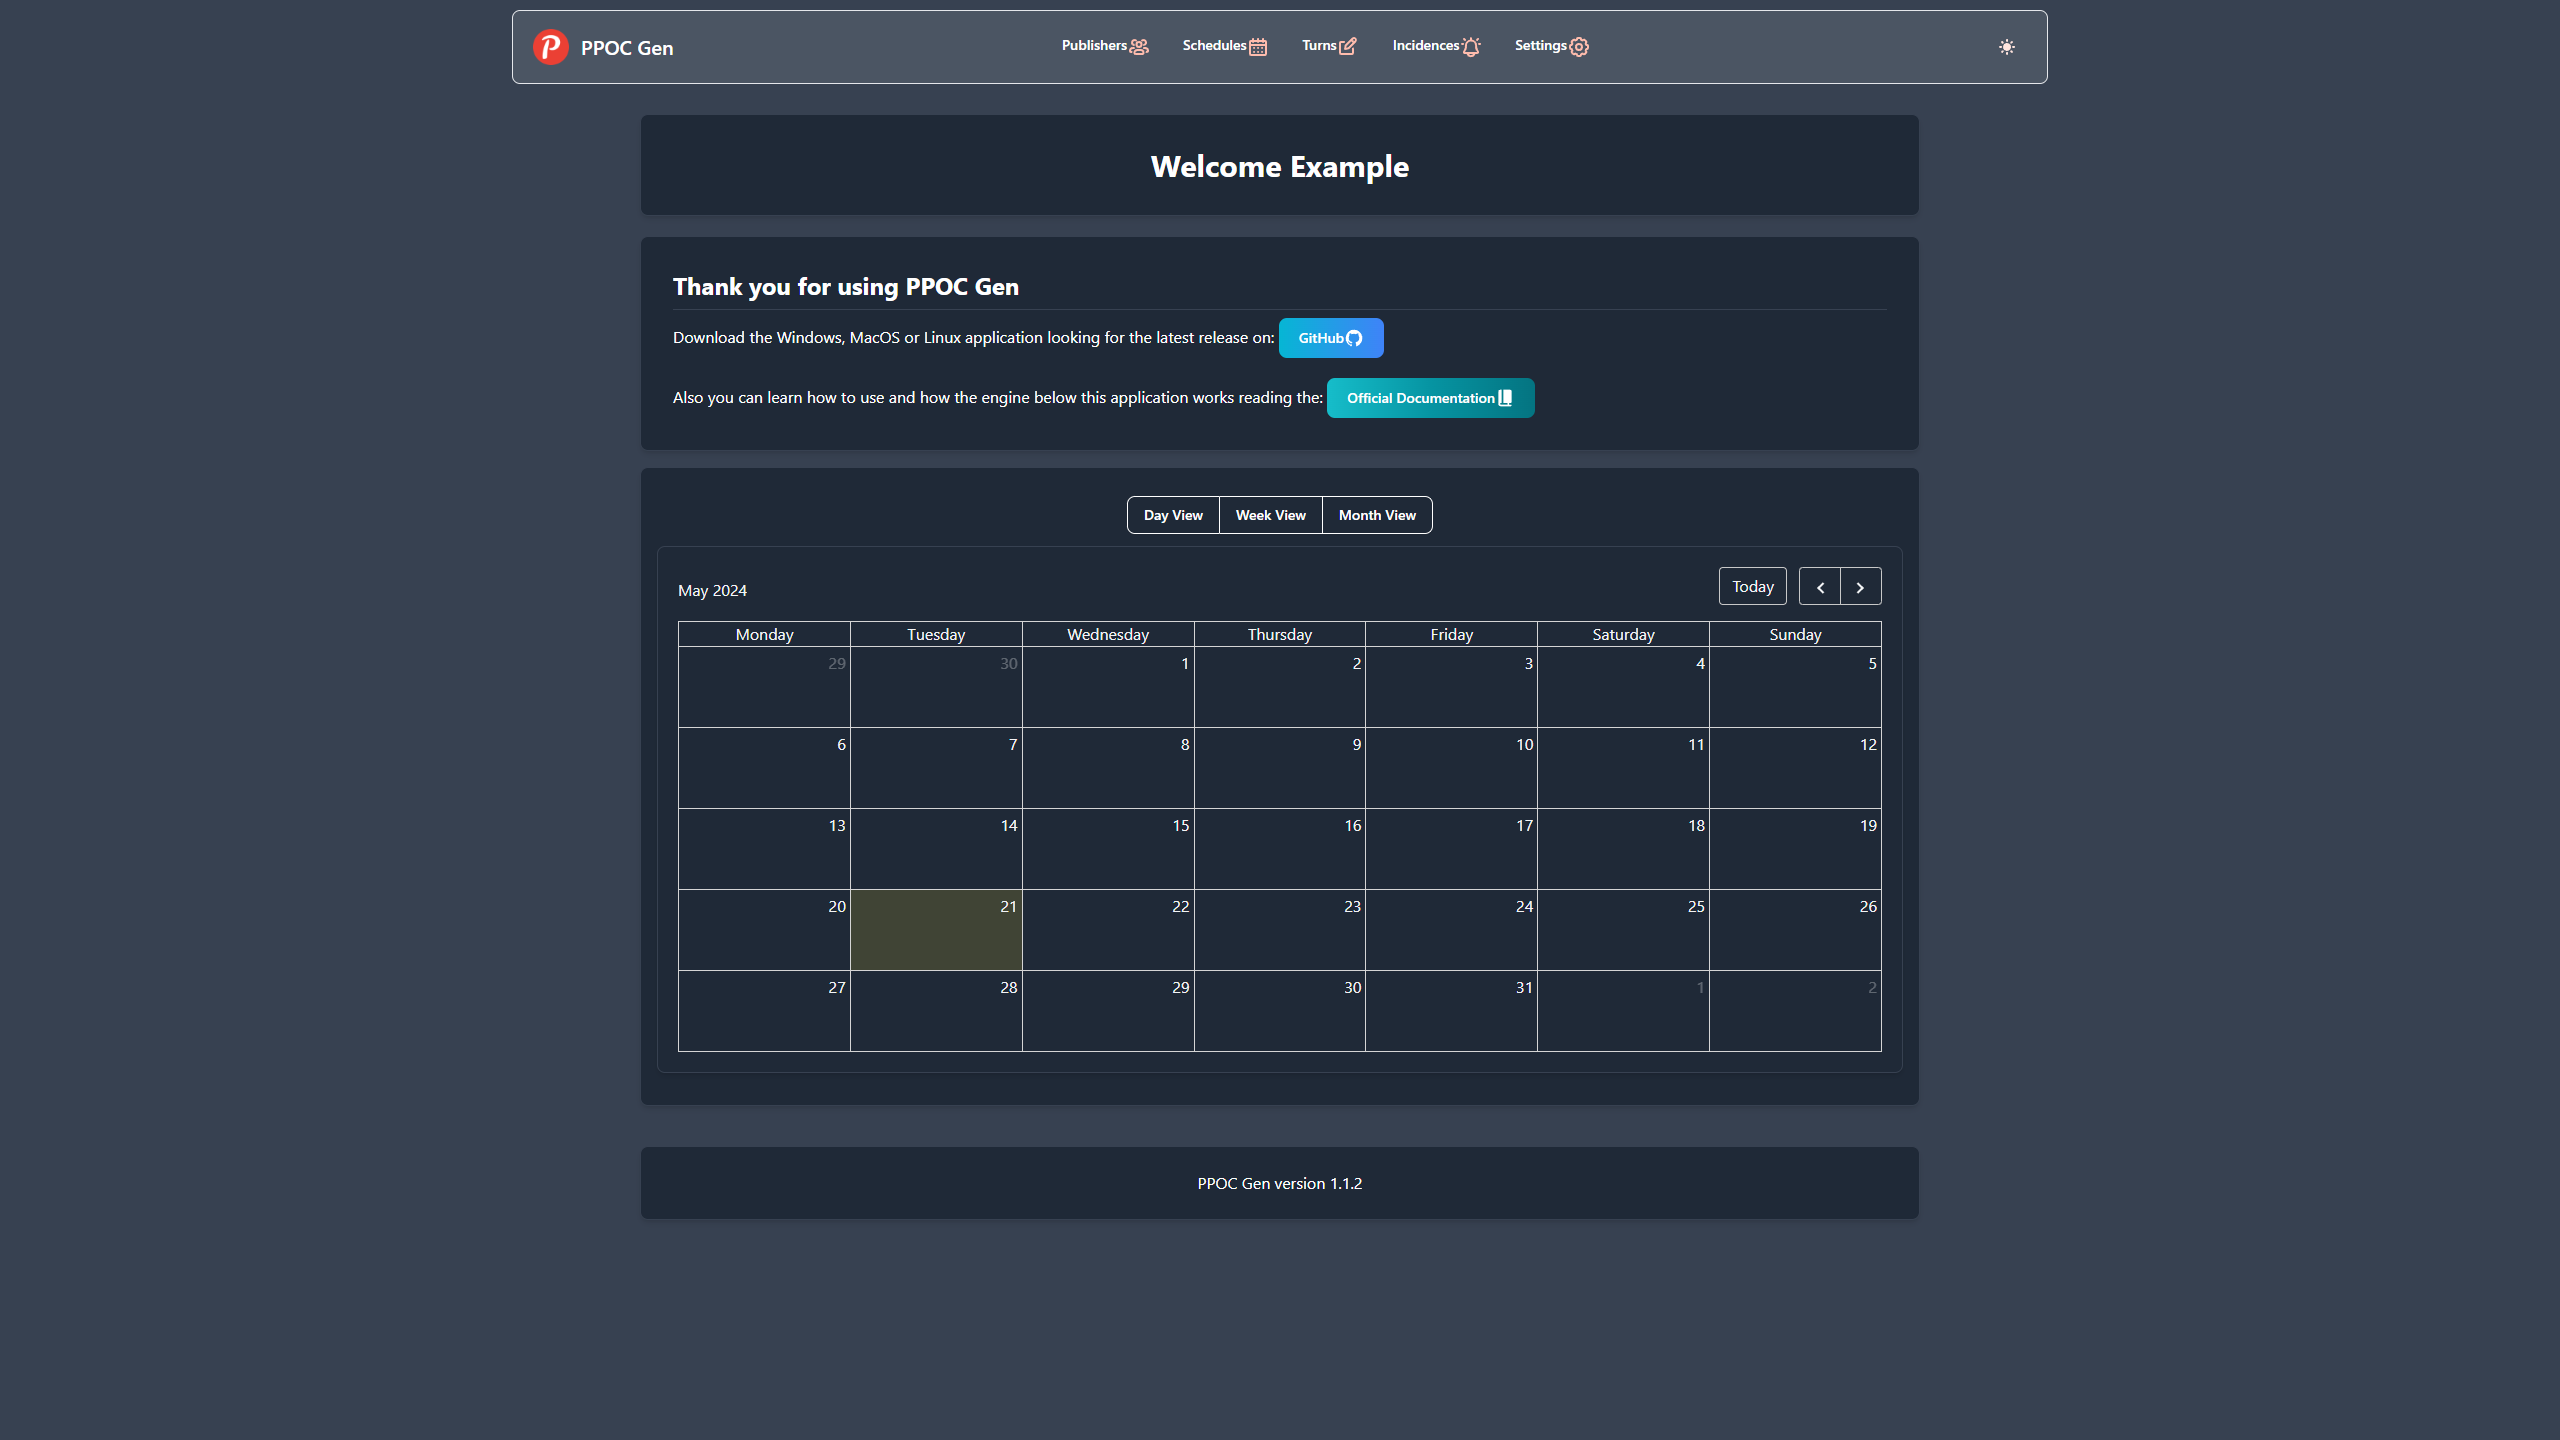 PPOC Gen Publishers Schedules Turns Incidences Settings
Welcome Example
Thank you for using PPOC Gen
Download the Windows, MacOS or Linux application looking for the latest release on: GitHub
Also you can learn how to use and how the engine below this application works reading the: Official Documentation
Day View Week View Month View
May 2024 Today
Monday Tuesday Wednesday Thursday Friday Saturday Sunday
29 30 1 2 3 4 5
6 7 8 9 10 11 12
13 14 15 16 17 18 19
20 21 22 23 24 25 26
27 28 29 30 31 1 2
PPOC Gen version 1.1.2